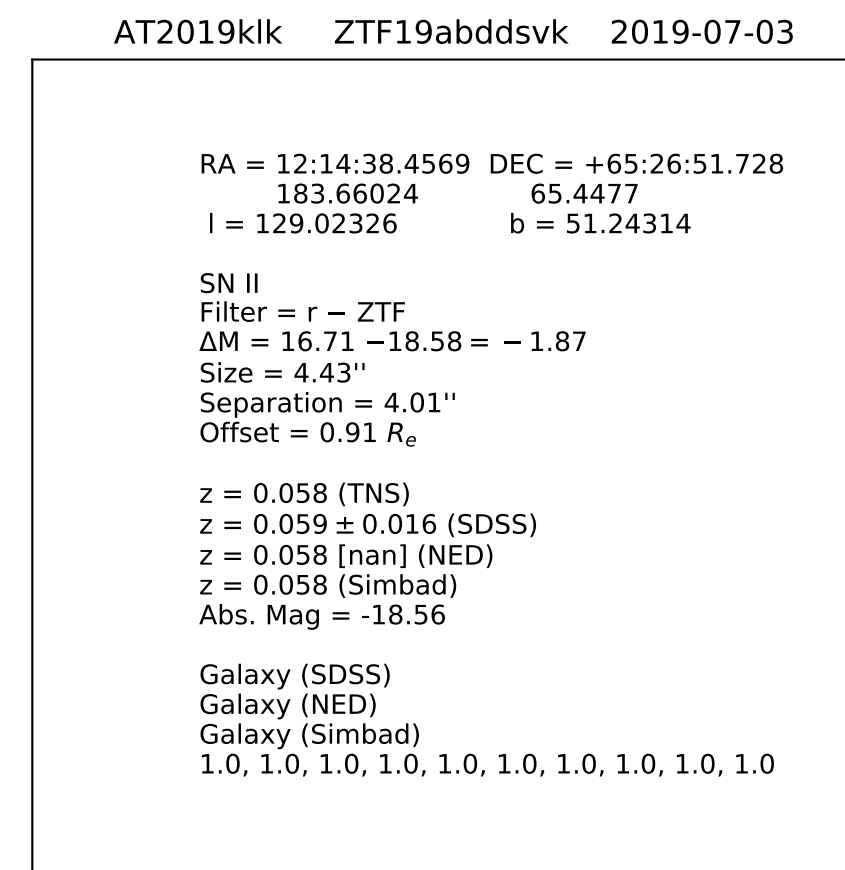 AT2019klk ZTF19abddsvk 2019-07-03
RA = 12:14:38.4569 DEC = +65:26:51.728
183.66024 65.4477
l = 129.02326 b = 51.24314
SN II
Filter = r − ZTF
ΔM = 16.71 −18.58 = − 1.87
Size = 4.43''
Separation = 4.01''
Offset = 0.91 Re
z = 0.058 (TNS)
z = 0.059 ± 0.016 (SDSS)
z = 0.058 [nan] (NED)
z = 0.058 (Simbad)
Abs. Mag = -18.56
Galaxy (SDSS)
Galaxy (NED)
Galaxy (Simbad)
1.0, 1.0, 1.0, 1.0, 1.0, 1.0, 1.0, 1.0, 1.0, 1.0